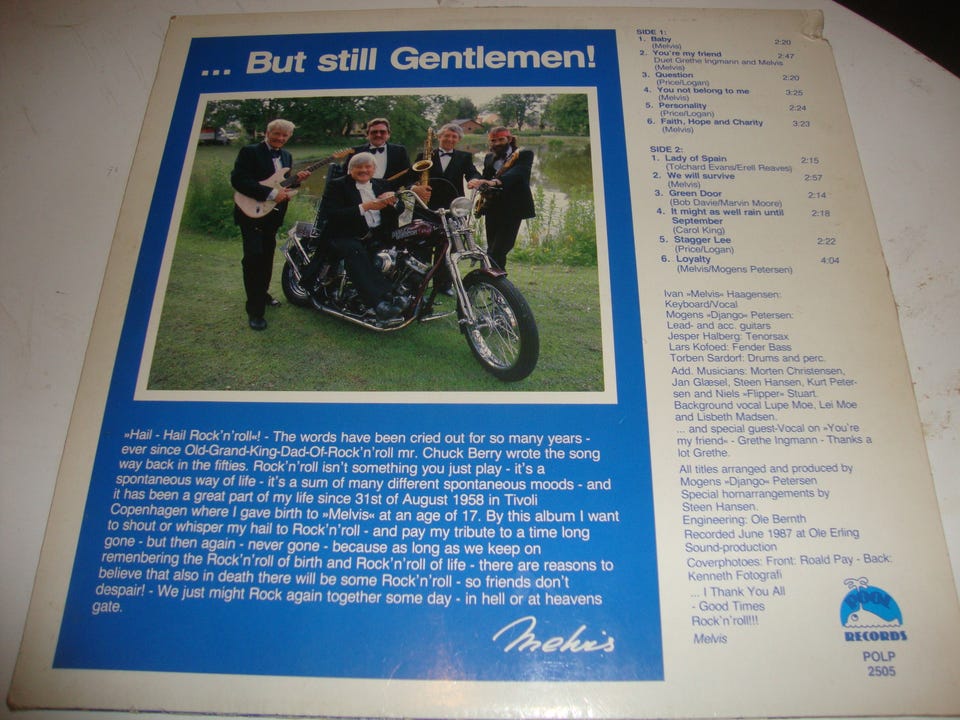 ... But still Gentlemen!
»Hail - Hail Rock'n'roll«! - The words have been cried out for so many years -
ever since Old-Grand-King-Dad-Of-Rock'n'roll mr. Chuck Berry wrote the song
way back in the fifties. Rock'n'roll isn't something you just play - it's a
spontaneous way of life - it's a sum of many different spontaneous moods - and
it has been a great part of my life since 31st of August 1958 in Tivoli
Copenhagen where I gave birth to »Melvis« at an age of 17. By this album I want
to shout or whisper my hail to Rock'n'roll - and pay my tribute to a time long
gone - but then again - never gone - because as long as we keep on
remenbering the Rock'n'roll of birth and Rock'n'roll of life - there are reasons to
believe that also in death there will be some Rock'n'roll - so friends don't
despair! - We just might Rock again together some day - in hell or at heavens
gate.
Melvis
SIDE 1:
1. Baby 2:20
(Melvis)
2. You're my friend 2:47
Duet Grethe Ingmann and Melvis
(Melvis)
3. Question 2:20
(Price/Logan)
4. You not belong to me 3:25
(Melvis)
5. Personality 2:24
(Price/Logan)
6. Faith, Hope and Charity 3:23
(Melvis)
SIDE 2:
1. Lady of Spain 2:15
(Tolchard Evans/Erell Reaves)
2. We will survive 2:57
(Melvis)
3. Green Door 2:14
(Bob Davie/Marvin Moore)
4. It might as well rain until 2:18
September
(Carol King)
5. Stagger Lee 2:22
(Price/Logan)
6. Loyalty 4:04
(Melvis/Mogens Petersen)
Ivan »Melvis« Haagensen:
Keyboard/Vocal
Mogens »Django« Petersen:
Lead- and acc. guitars
Jesper Halberg: Tenorsax
Lars Kofoed: Fender Bass
Torben Sardorf: Drums and perc.
Add. Musicians: Morten Christensen,
Jan Glæsel, Steen Hansen, Kurt Peter-
sen and Niels »Flipper« Stuart.
Background vocal Lupe Moe, Lei Moe
and Lisbeth Madsen.
... and special guest-Vocal on »You're
my friend« - Grethe Ingmann - Thanks a
lot Grethe.
All titles arranged and produced by
Mogens »Django« Petersen
Special hornarrangements by
Steen Hansen.
Engineering: Ole Bernth
Recorded June 1987 at Ole Erling
Sound-production
Coverphotoes: Front: Roald Pay - Back:
Kenneth Fotografi
... I Thank You All
- Good Times
Rock'n'roll!!!
Melvis
POOL
RECORDS
POLP
2505